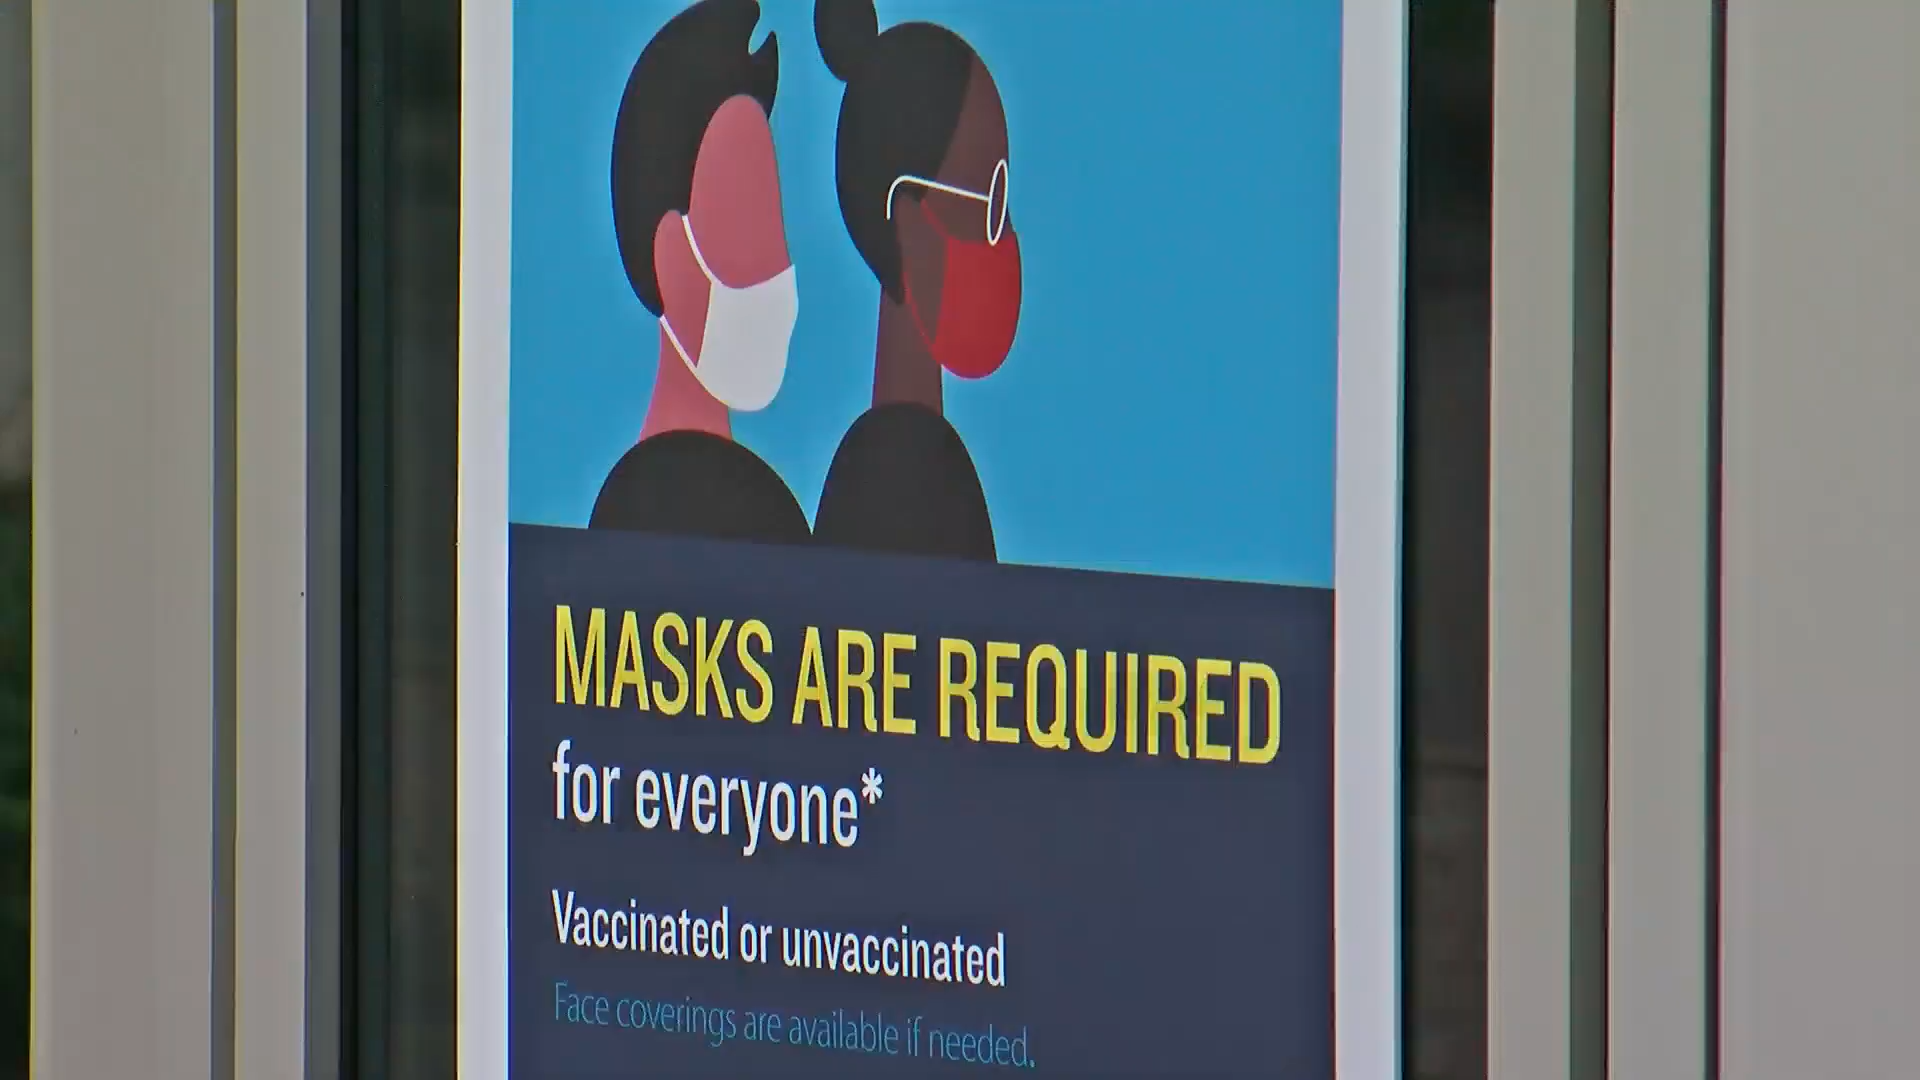 MASKS ARE REQUIRED
for everyone*
Vaccinated or unvaccinated
Face coverings are available if needed.